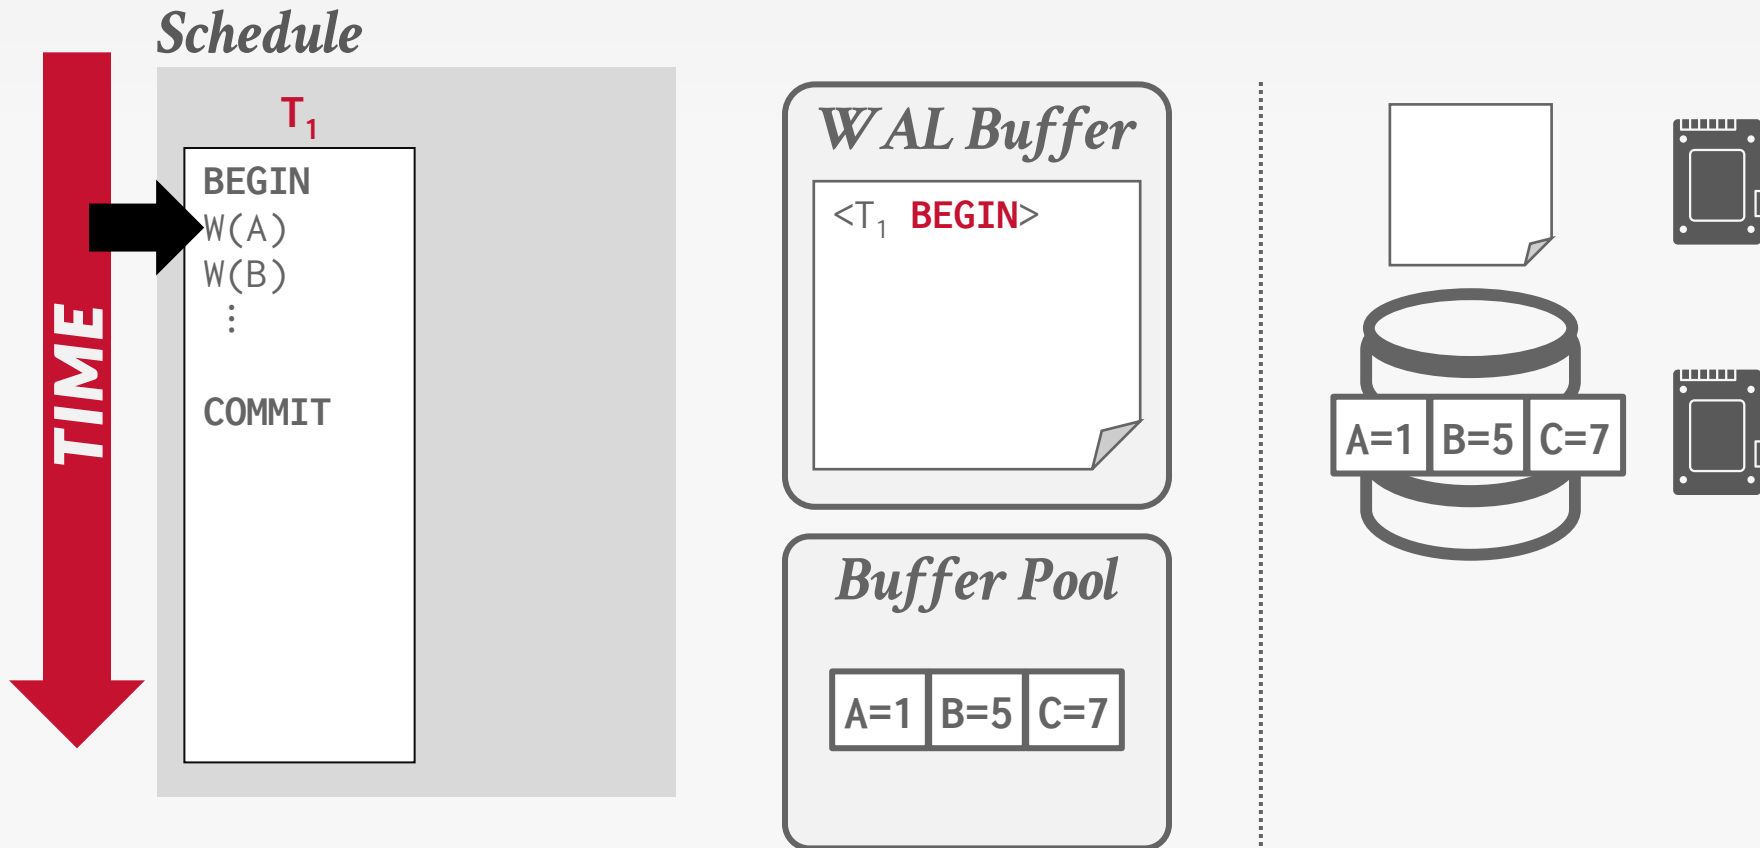 Schedule
TIME
T1
BEGIN
W(A)
W(B)
⋮
COMMIT
WAL Buffer
<T1 BEGIN>
Buffer Pool
A=1 B=5 C=7
A=1 B=5 C=7